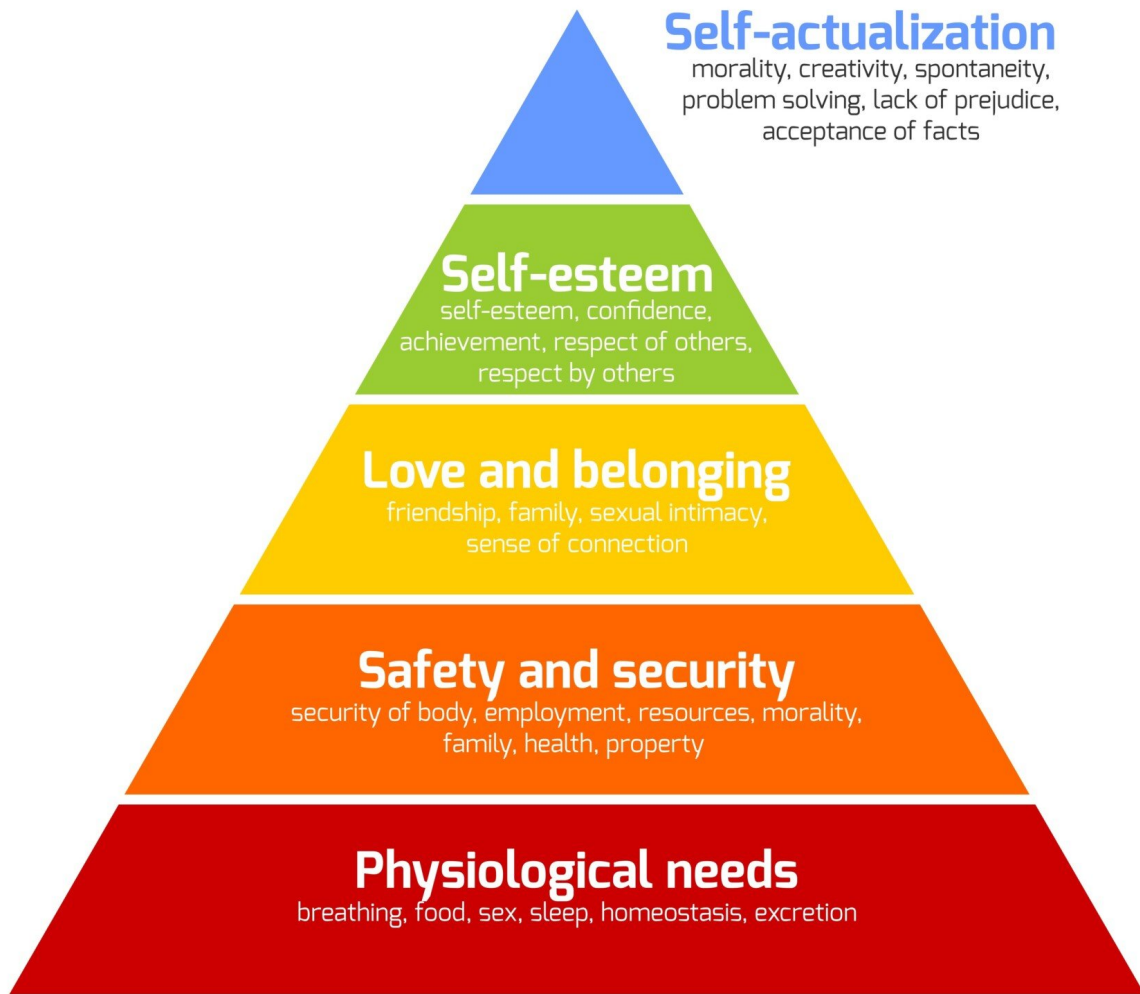 Self-actualization
morality, creativity, spontaneity,
problem solving, lack of prejudice,
acceptance of facts
Self-esteem
self-esteem, confidence,
achievement, respect of others,
respect by others
Love and belonging
friendship, family, sexual intimacy,
sense of connection
Safety and security
security of body, employment, resources, morality,
family, health, property
Physiological needs
breathing, food, sex, sleep, homeostasis, excretion